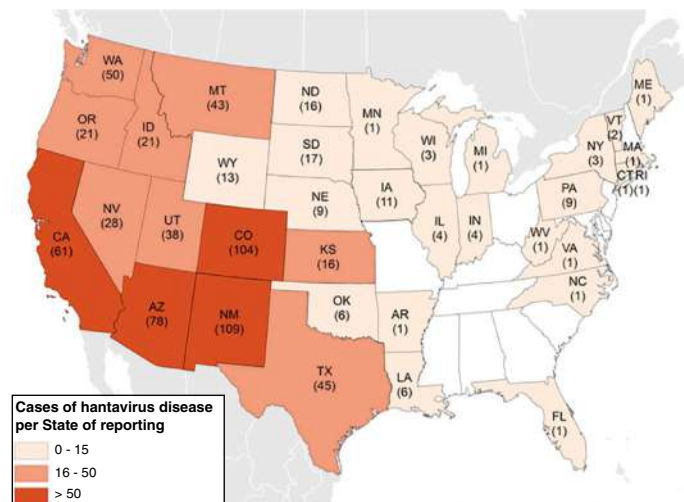 WA
(50)
MT
(43)
ND
(16)
MN
(1)
ME
(1)
OR
(21)
ID
(21)
WY
(13)
SD
(17)
WI
(3)
MI
(1)
NY
(3)
VT
(2)
MA
(1)
CT RI
(1)(1)
NV
(28)
UT
(38)
CO
(104)
NE
(9)
IA
(11)
IL
(4)
IN
(4)
PA
(9)
CA
(61)
KS
(16)
WV
(1)
VA
(1)
NC
(1)
AZ
(78)
NM
(109)
OK
(6)
AR
(1)
TX
(45)
LA
(6)
FL
(1)
Cases of hantavirus disease
per State of reporting
0 - 15
16 - 50
> 50